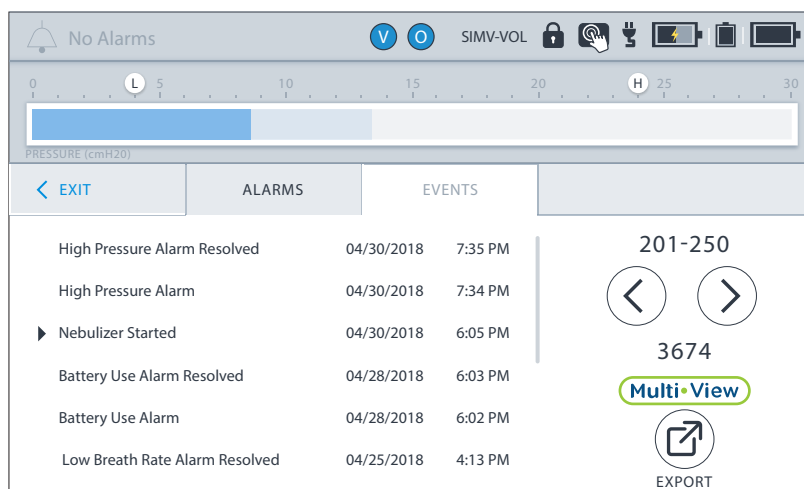 No Alarms V O SIMV-VOL
0 L 5 10 15 20 H 25 30
PRESSURE (cmH20)
EXIT ALARMS EVENTS
High Pressure Alarm Resolved 04/30/2018 7:35 PM
High Pressure Alarm 04/30/2018 7:34 PM
Nebulizer Started 04/30/2018 6:05 PM
Battery Use Alarm Resolved 04/28/2018 6:03 PM
Battery Use Alarm 04/28/2018 6:02 PM
Low Breath Rate Alarm Resolved 04/25/2018 4:13 PM
201-250
3674
Multi•View
EXPORT